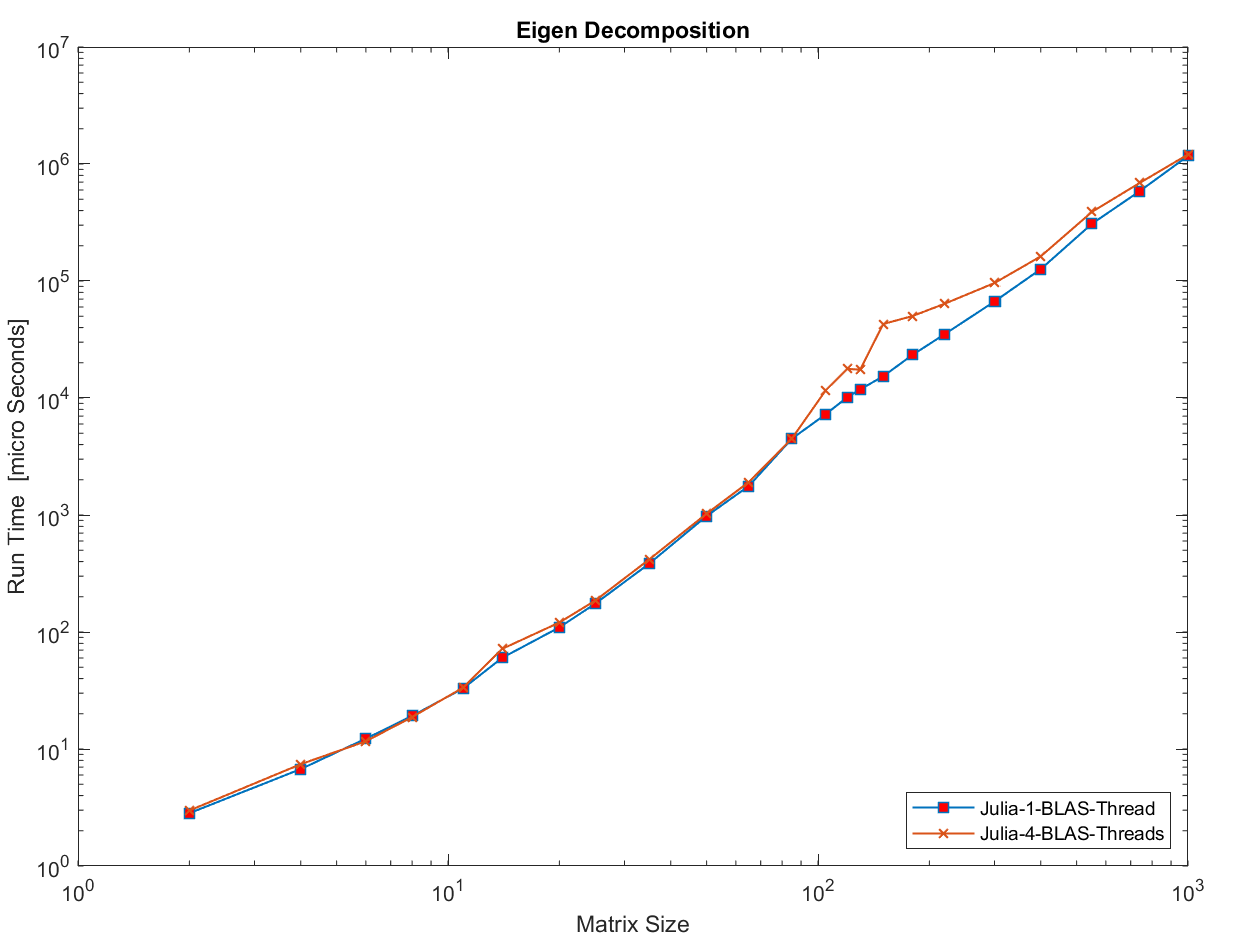 Eigen Decomposition
10^7
10^6
10^5
10^4
10^3
10^2
10^1
10^0
Run Time [micro Seconds]
10^0 10^1 10^2 10^3
Matrix Size
Julia-1-BLAS-Thread
Julia-4-BLAS-Threads